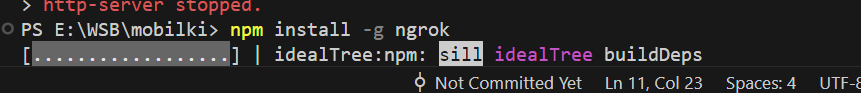 > http-server stopped.
PS E:\WSB\mobilki> npm install -g ngrok
[..................] | idealTree:npm: sill idealTree buildDeps
Not Committed Yet Ln 11, Col 23 Spaces: 4 UTF-8